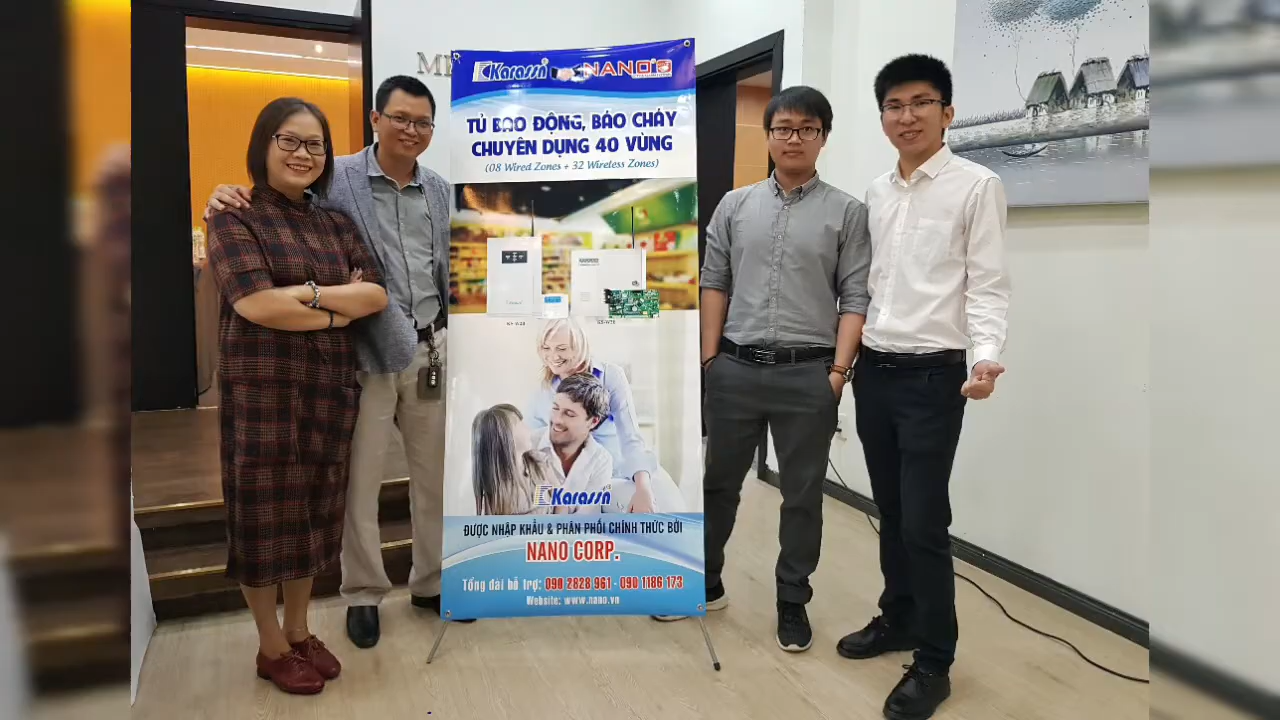 Karassn NANO
TỦ BAO ĐỘNG, BÁO CHÁY
CHUYÊN DỤNG 40 VÙNG
(08 Wired Zones + 32 Wireless Zones)
Karassn
ĐƯỢC NHẬP KHẨU & PHÂN PHỐI CHÍNH THỨC BỞI
NANO CORP.
Tổng đài hỗ trợ: 090 2828 961 - 090 1186 173
Website: www.nano.vn